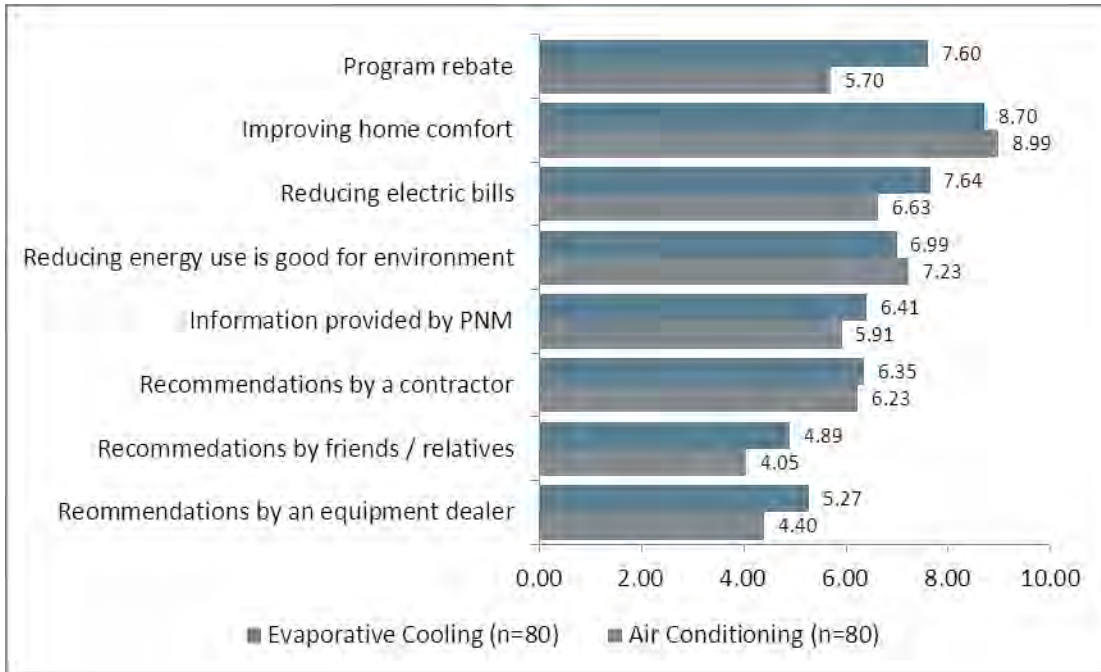 Program rebate
7.60
5.70
Improving home comfort
8.70
8.99
Reducing electric bills
7.64
6.63
Reducing energy use is good for environment
6.99
7.23
Information provided by PNM
6.41
5.91
Recommendations by a contractor
6.35
6.23
Recommedations by friends / relatives
4.89
4.05
Reommendations by an equipment dealer
5.27
4.40
0.00 2.00 4.00 6.00 8.00 10.00
Evaporative Cooling (n=80) Air Conditioning (n=80)